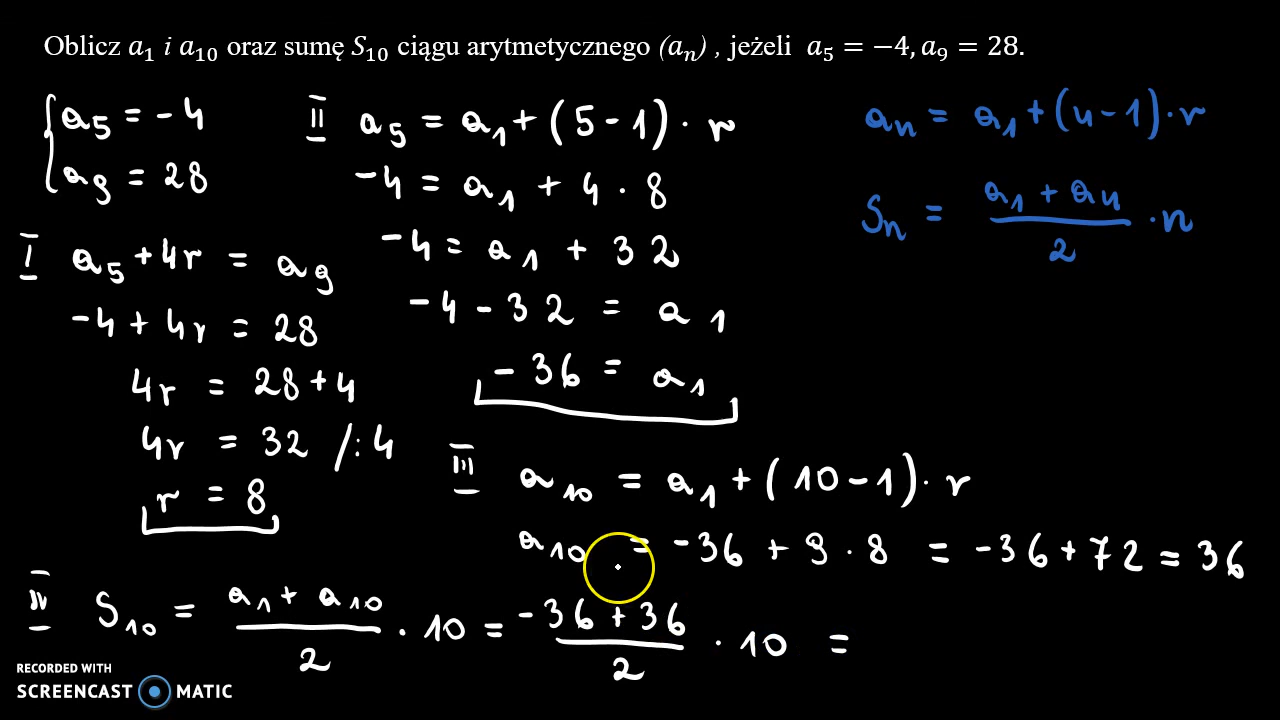 Oblicz a₁ i a₁₀ oraz sumę S₁₀ ciągu arytmetycznego (aₙ) , jeżeli a₅ = −4, a₉ = 28.
a₅ = -4
a₉ = 28
I a₅ + 4r = a₉
-4 + 4r = 28
4r = 28 + 4
4r = 32 /: 4
r = 8
II a₅ = a₁ + (5 - 1) · r
-4 = a₁ + 4 · 8
-4 = a₁ + 32
-4 - 32 = a₁
-36 = a₁
aₙ = a₁ + (n - 1) · r
Sₙ = (a₁ + aₙ)/2 · n
III a₁₀ = a₁ + (10 - 1) · r
a₁₀ = -36 + 9 · 8 = -36 + 72 = 36
IV S₁₀ = (a₁ + a₁₀)/2 · 10 = (-36 + 36)/2 · 10 =
RECORDED WITH
SCREENCAST MATIC